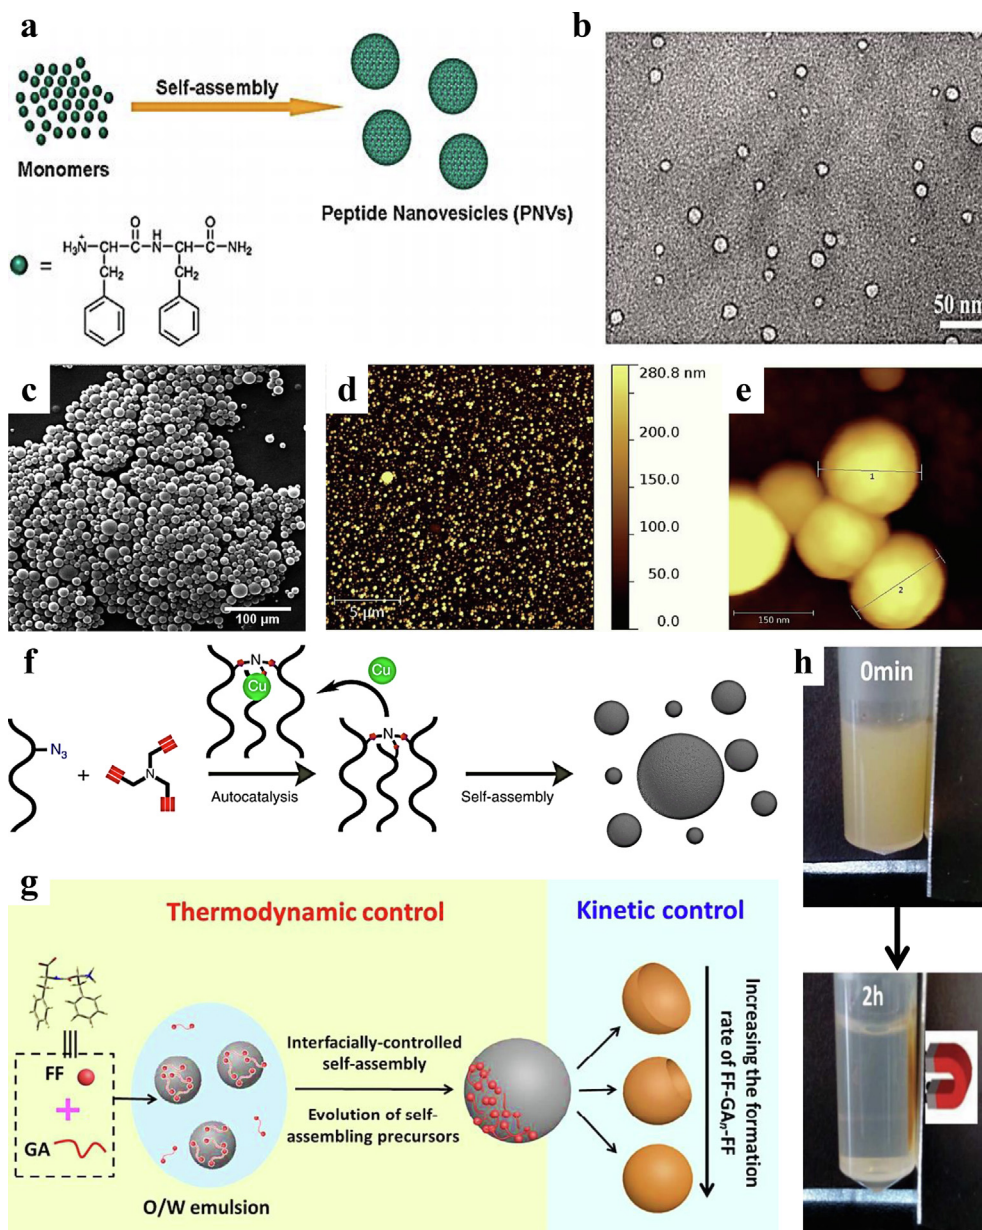 a
Self-assembly
Monomers
Peptide Nanovesicles (PNVs)
H₃N⁺-CH-C-N-CH-C-NH₂
O H O
CH₂ CH₂
b
50 nm
c
100 µm
d
5 µm
280.8 nm
200.0
150.0
100.0
50.0
0.0
e
1
2
150 nm
f
N
Cu
Cu
N₃
+
N
N
Autocatalysis
Self-assembly
g
Thermodynamic control
Kinetic control
FF
GA
O/W emulsion
Interfacially-controlled
self-assembly
Evolution of self-
assembling precursors
Increasing the formation
rate of FF-GAₙ-FF
h
0min
2h